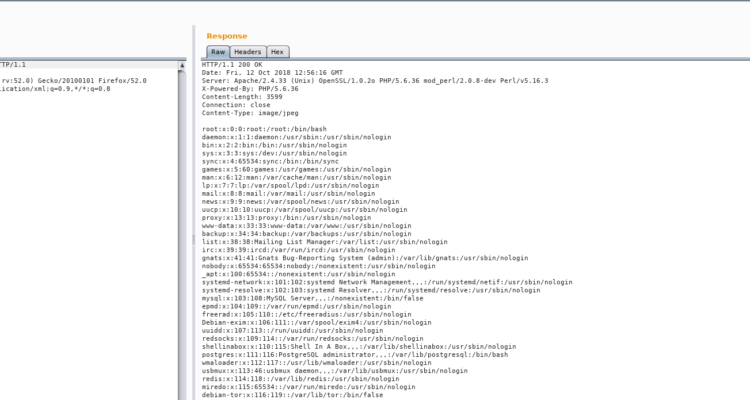 Response
Raw Headers Hex
TTP/1.1
rv:52.0) Gecko/20100101 Firefox/52.0
ication/xml;q=0.9,*/*;q=0.8
HTTP/1.1 200 OK
Date: Fri, 12 Oct 2018 12:56:16 GMT
Server: Apache/2.4.33 (Unix) OpenSSL/1.0.2o PHP/5.6.36 mod_perl/2.0.8-dev Perl/v5.16.3
X-Powered-By: PHP/5.6.36
Content-Length: 3599
Connection: close
Content-Type: image/jpeg
root:x:0:0:root:/root:/bin/bash
daemon:x:1:1:daemon:/usr/sbin:/usr/sbin/nologin
bin:x:2:2:bin:/bin:/usr/sbin/nologin
sys:x:3:3:sys:/dev:/usr/sbin/nologin
sync:x:4:65534:sync:/bin:/bin/sync
games:x:5:60:games:/usr/games:/usr/sbin/nologin
man:x:6:12:man:/var/cache/man:/usr/sbin/nologin
lp:x:7:7:lp:/var/spool/lpd:/usr/sbin/nologin
mail:x:8:8:mail:/var/mail:/usr/sbin/nologin
news:x:9:9:news:/var/spool/news:/usr/sbin/nologin
uucp:x:10:10:uucp:/var/spool/uucp:/usr/sbin/nologin
proxy:x:13:13:proxy:/bin:/usr/sbin/nologin
www-data:x:33:33:www-data:/var/www:/usr/sbin/nologin
backup:x:34:34:backup:/var/backups:/usr/sbin/nologin
list:x:38:38:Mailing List Manager:/var/list:/usr/sbin/nologin
irc:x:39:39:ircd:/var/run/ircd:/usr/sbin/nologin
gnats:x:41:41:Gnats Bug-Reporting System (admin):/var/lib/gnats:/usr/sbin/nologin
nobody:x:65534:65534:nobody:/nonexistent:/usr/sbin/nologin
_apt:x:100:65534::/nonexistent:/usr/sbin/nologin
systemd-network:x:101:102:systemd Network Management,,,:/run/systemd/netif:/usr/sbin/nologin
systemd-resolve:x:102:103:systemd Resolver,,,:/run/systemd/resolve:/usr/sbin/nologin
mysql:x:103:108:MySQL Server,,,:/nonexistent:/bin/false
epmd:x:104:109::/var/run/epmd:/usr/sbin/nologin
freerad:x:105:110::/etc/freeradius:/usr/sbin/nologin
Debian-exim:x:106:111::/var/spool/exim4:/usr/sbin/nologin
uuidd:x:107:113::/run/uuidd:/usr/sbin/nologin
redsocks:x:109:114::/var/run/redsocks:/usr/sbin/nologin
shellinabox:x:110:115:Shell In A Box,,,:/var/lib/shellinabox:/usr/sbin/nologin
postgres:x:111:116:PostgreSQL administrator,,,:/var/lib/postgresql:/bin/bash
wmaloader:x:112:117::/usr/lib/wmaloader:/usr/sbin/nologin
usbmux:x:113:46:usbmux daemon,,,:/var/lib/usbmux:/usr/sbin/nologin
redis:x:114:118::/var/lib/redis:/usr/sbin/nologin
miredo:x:115:65534::/var/run/miredo:/usr/sbin/nologin
debian-tor:x:116:119::/var/lib/tor:/bin/false